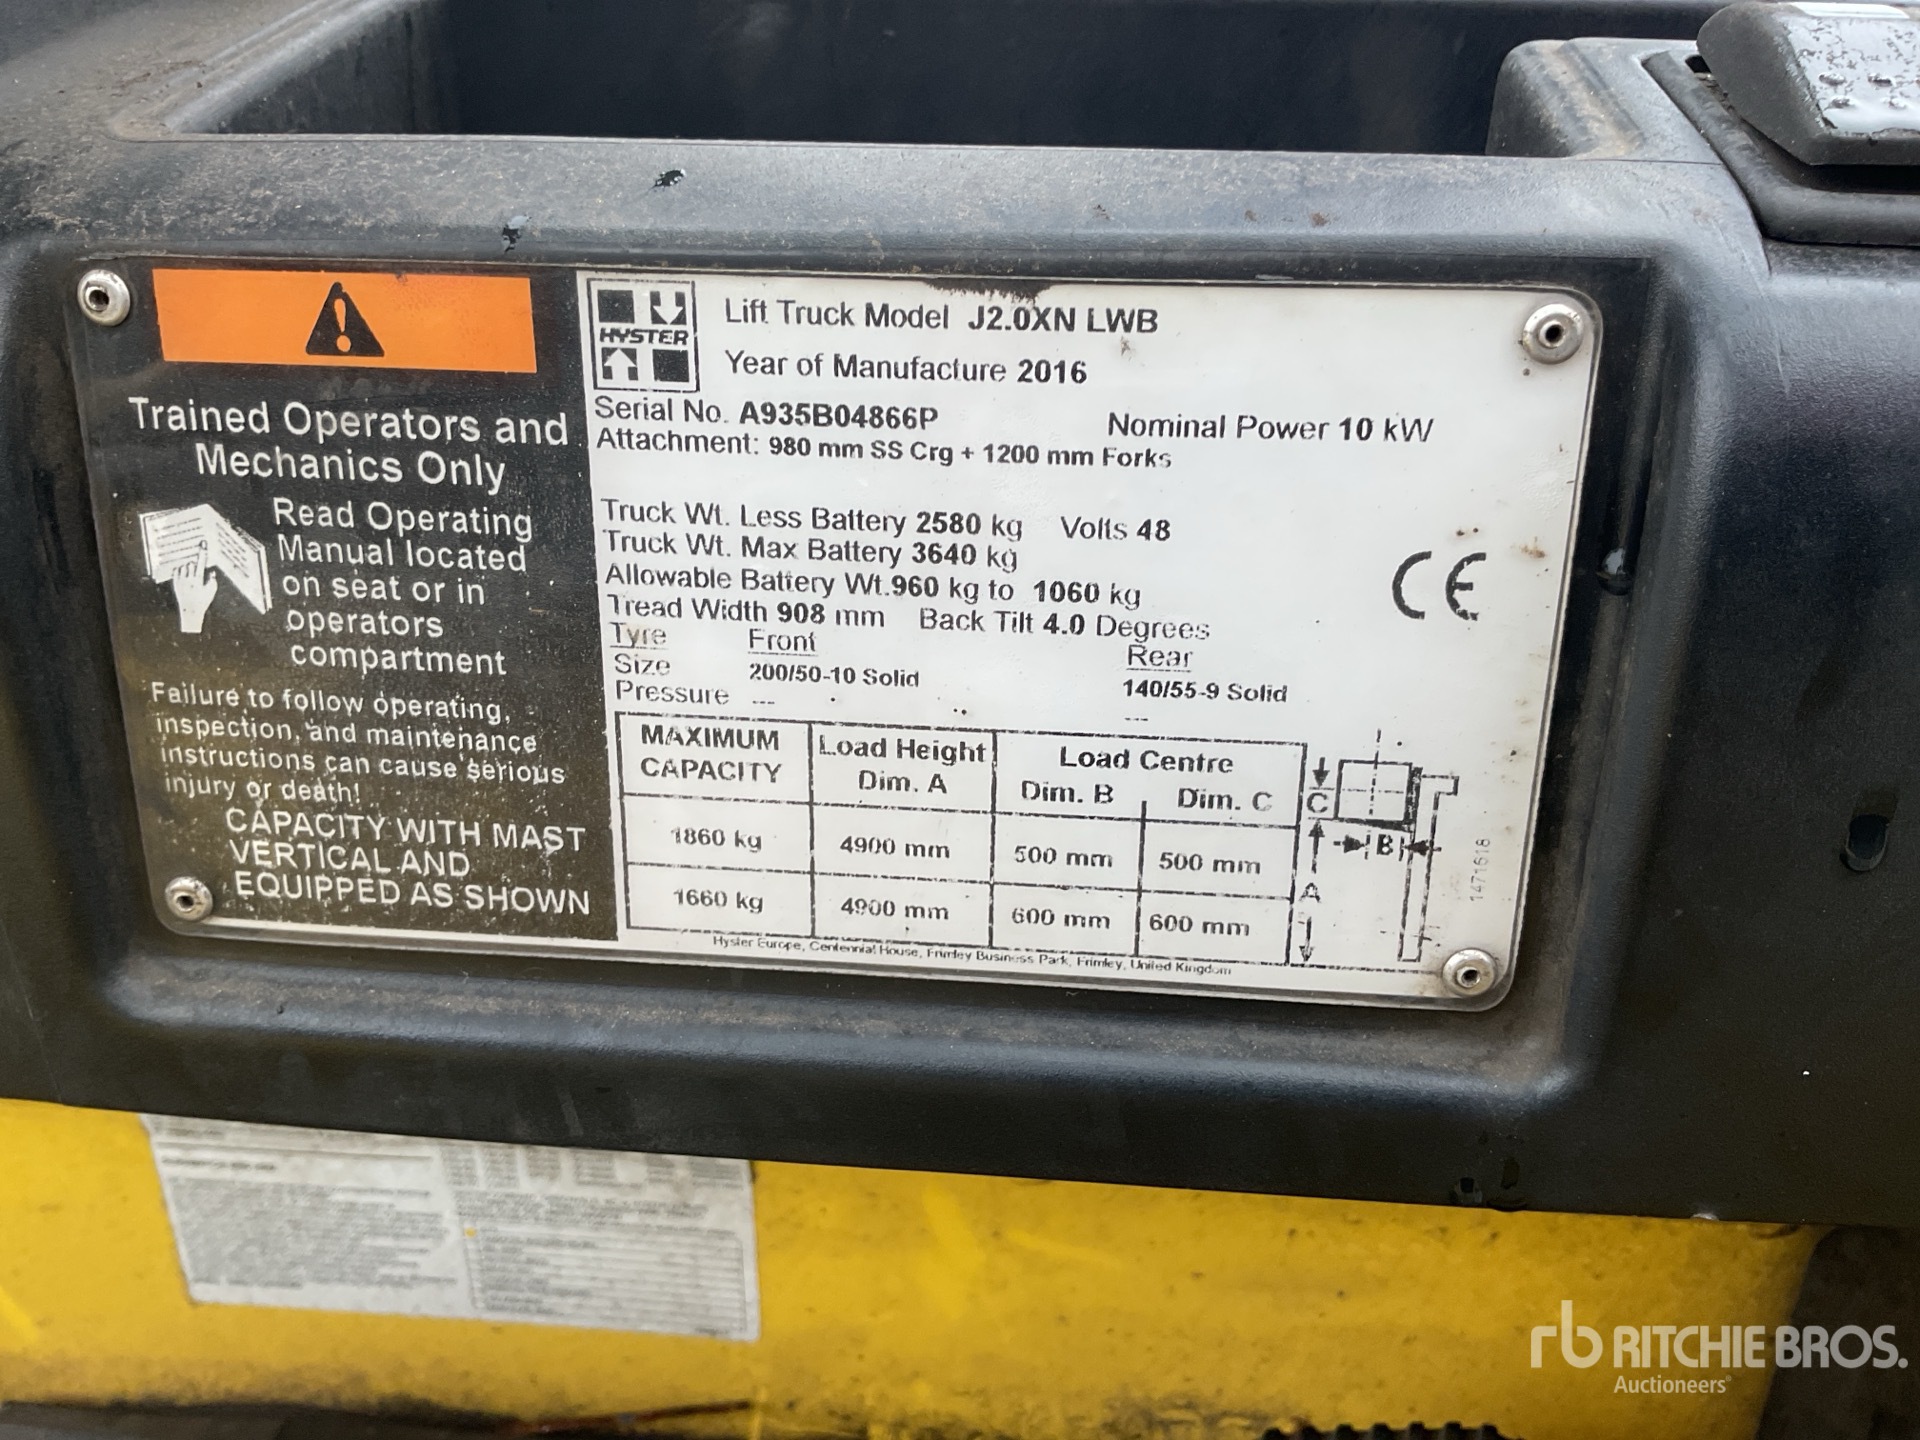 Trained Operators and
Mechanics Only
Read Operating
Manual located
on seat or in
operators
compartment
Failure to follow operating,
inspection, and maintenance
instructions can cause serious
injury or death!
CAPACITY WITH MAST
VERTICAL AND
EQUIPPED AS SHOWN
HYSTER
Lift Truck Model J2.0XN LWB
Year of Manufacture 2016
Serial No. A935B04866P Nominal Power 10 kW
Attachment: 980 mm SS Crg + 1200 mm Forks
Truck Wt. Less Battery 2580 kg Volts 48
Truck Wt. Max Battery 3640 kg
Allowable Battery Wt. 960 kg to 1060 kg
Tread Width 908 mm Back Tilt 4.0 Degrees
Tyre Front Rear
Size 200/50-10 Solid 140/55-9 Solid
Pressure --- ---
CE
MAXIMUM CAPACITY Load Height Dim. A Load Centre Dim. B Dim. C
1860 kg 4900 mm 500 mm 500 mm
1660 kg 4900 mm 600 mm 600 mm
C
B
A
1471618
Hyster Europe, Centennial House, Frimley Business Park, Frimley, United Kingdom
rb RITCHIE BROS.
Auctioneers